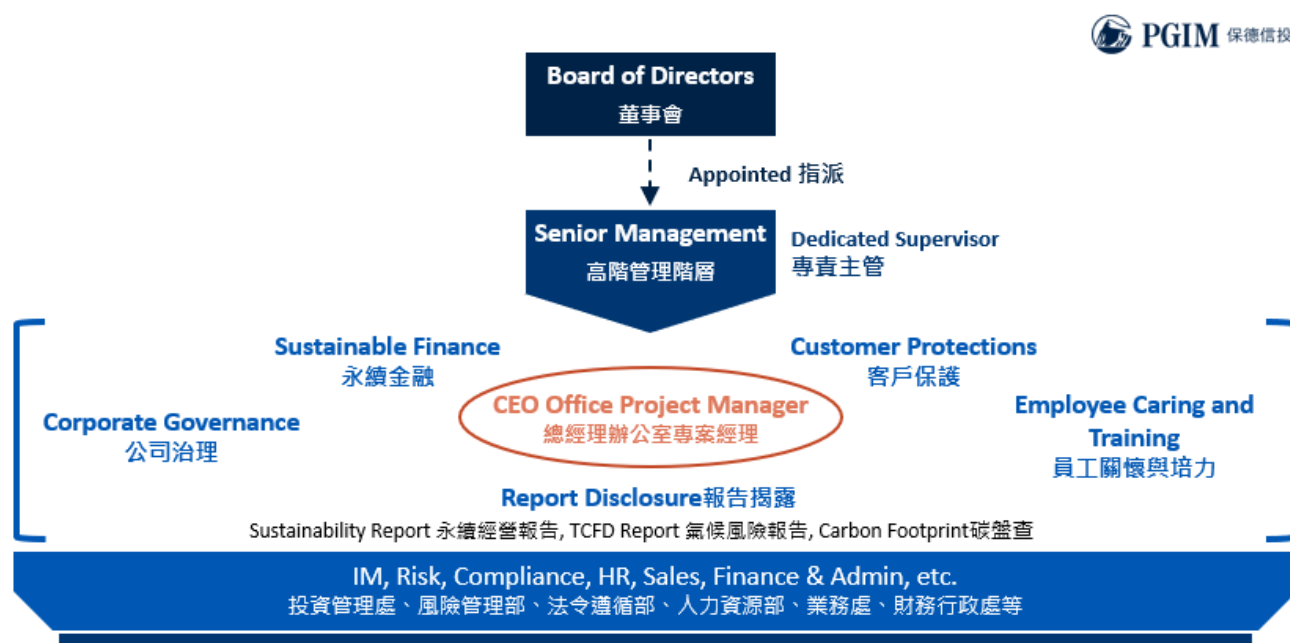 PGIM 保德信投
Board of Directors
董事會
Appointed 指派
Senior Management
高階管理階層
Dedicated Supervisor
專責主管
Sustainable Finance
永續金融
Customer Protections
客戶保護
CEO Office Project Manager
總經理辦公室專案經理
Corporate Governance
公司治理
Employee Caring and
Training
員工關懷與培力
Report Disclosure報告揭露
Sustainability Report 永續經營報告, TCFD Report 氣候風險報告, Carbon Footprint碳盤查
IM, Risk, Compliance, HR, Sales, Finance & Admin, etc.
投資管理處、風險管理部、法令遵循部、人力資源部、業務處、財務行政處等